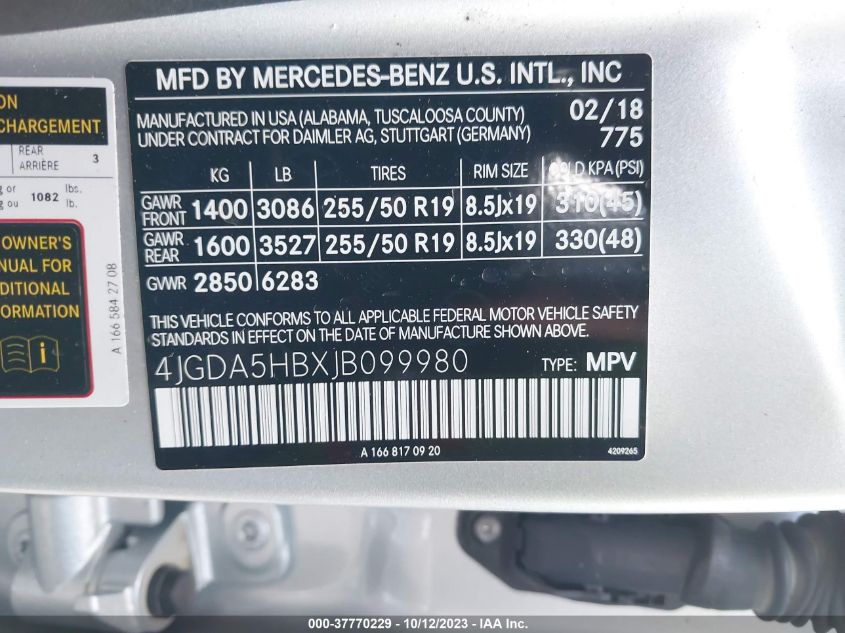 MFD BY MERCEDES-BENZ U.S. INTL., INC
MANUFACTURED IN USA (ALABAMA, TUSCALOOSA COUNTY) 02/18
UNDER CONTRACT FOR DAIMLER AG, STUTTGART (GERMANY) 775
KG LB TIRES RIM SIZE COLD KPA (PSI)
GAWR FRONT 1400 3086 255/50 R19 8.5Jx19 310(45)
GAWR REAR 1600 3527 255/50 R19 8.5Jx19 330(48)
GVWR 2850 6283
THIS VEHICLE CONFORMS TO ALL APPLICABLE FEDERAL MOTOR VEHICLE SAFETY
STANDARDS IN EFFECT ON THE DATE OF MANUFACTURE SHOWN ABOVE.
4JGDA5HBXJB099980 TYPE: MPV
A 166 817 09 20 4209265
ON
CHARGEMENT
REAR
ARRIÈRE 3
g or 1082 lbs.
g ou lb.
OWNER'S
NUAL FOR
DITIONAL
FORMATION
A 166 584 27 08
000-37770229 - 10/12/2023 - IAA Inc.